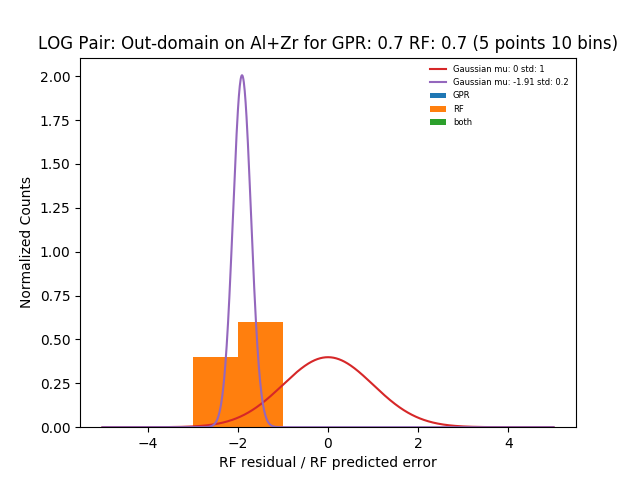 LOG Pair: Out-domain on Al+Zr for GPR: 0.7 RF: 0.7 (5 points 10 bins)
Gaussian mu: 0 std: 1
Gaussian mu: -1.91 std: 0.2
GPR
RF
both
2.00
1.75
1.50
1.25
1.00
0.75
0.50
0.25
0.00
Normalized Counts
−4 −2 0 2 4
RF residual / RF predicted error